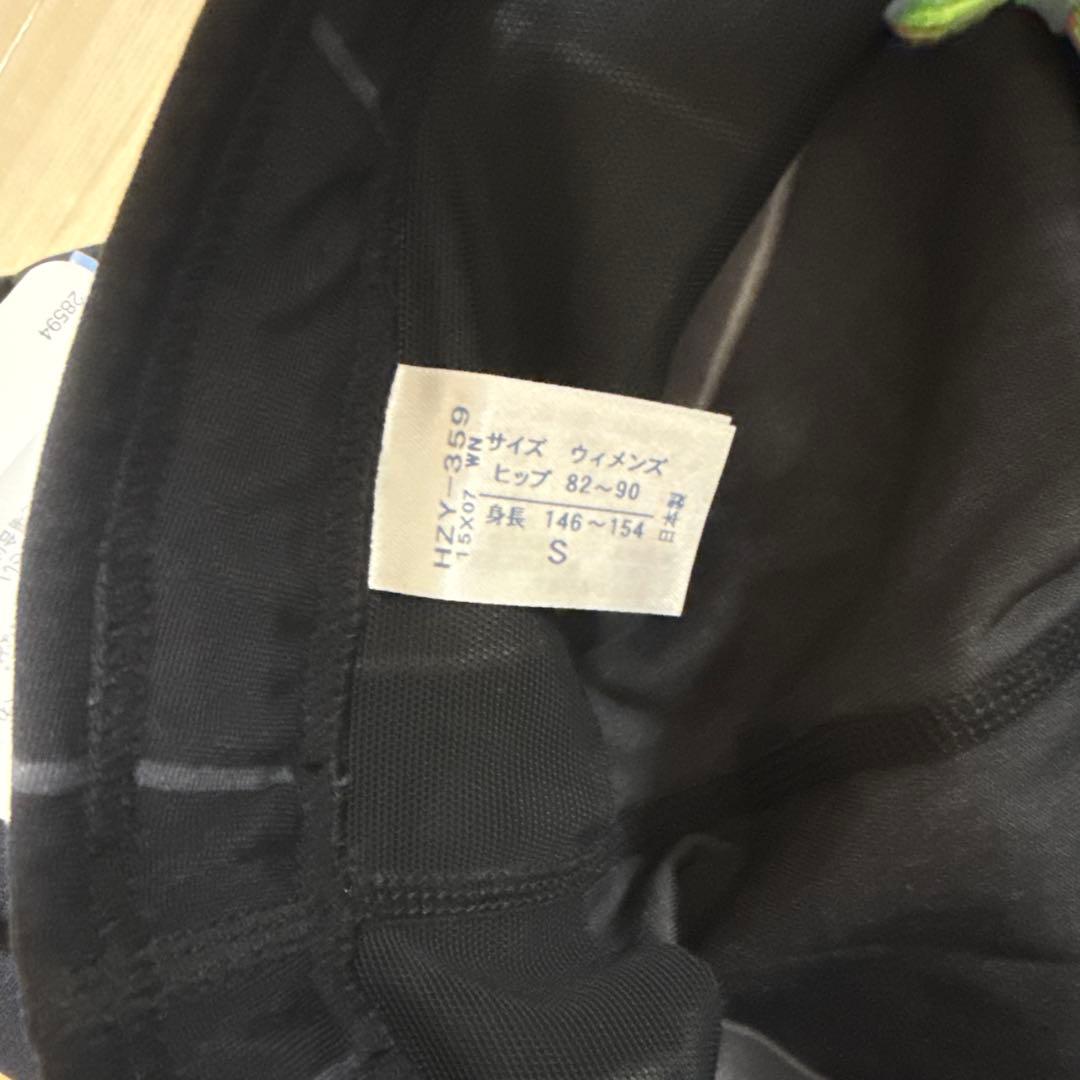 28594
HZY-359
15X07 WN
サイズ ウィメンズ
ヒップ 82～90
身長 146～154
S
日本製